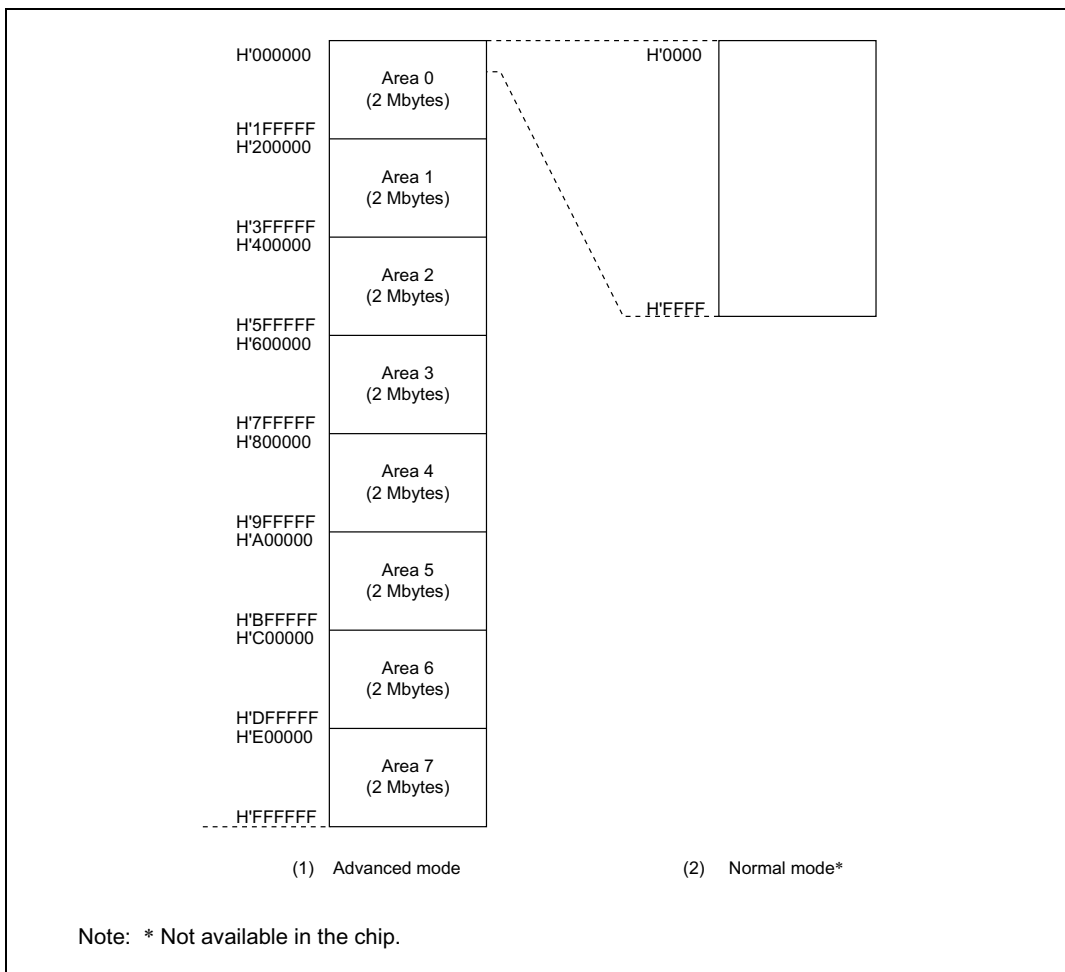 H'000000
Area 0
(2 Mbytes)
H'1FFFFF
H'200000
Area 1
(2 Mbytes)
H'3FFFFF
H'400000
Area 2
(2 Mbytes)
H'5FFFFF
H'600000
Area 3
(2 Mbytes)
H'7FFFFF
H'800000
Area 4
(2 Mbytes)
H'9FFFFF
H'A00000
Area 5
(2 Mbytes)
H'BFFFFF
H'C00000
Area 6
(2 Mbytes)
H'DFFFFF
H'E00000
Area 7
(2 Mbytes)
H'FFFFFF
(1) Advanced mode
H'0000
H'FFFF
(2) Normal mode*
Note: * Not available in the chip.